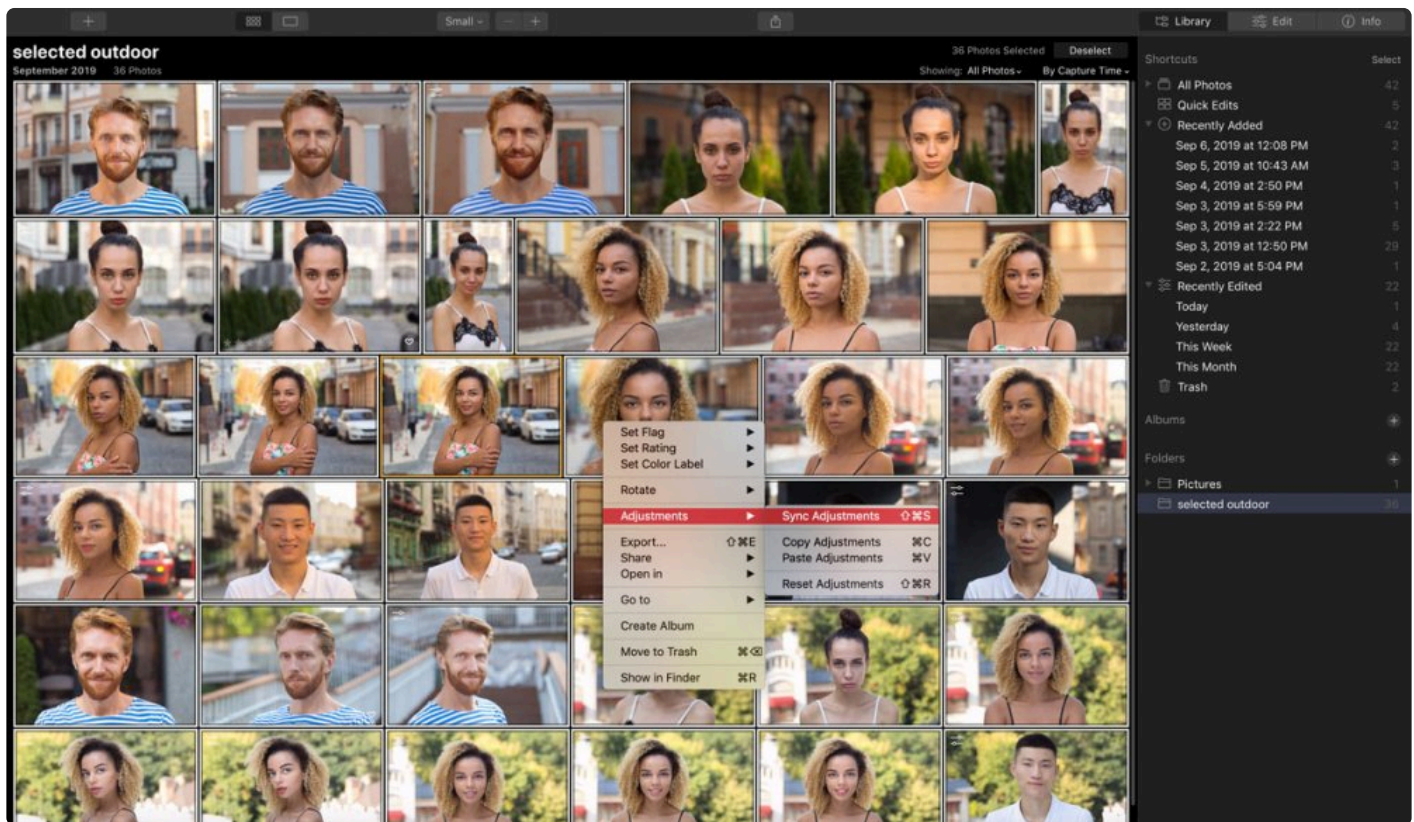 Small
Library
Edit
Info
selected outdoor
36 Photos Selected
Deselect
September 2019 36 Photos
Showing: All Photos
By Capture Time
Shortcuts
Select
All Photos 42
Quick Edits 5
Recently Added 42
Sep 6, 2019 at 12:08 PM 2
Sep 5, 2019 at 10:43 AM 3
Sep 4, 2019 at 2:50 PM 1
Sep 3, 2019 at 5:59 PM 1
Sep 3, 2019 at 2:22 PM 5
Sep 3, 2019 at 12:50 PM 29
Sep 2, 2019 at 5:04 PM 1
Recently Edited 22
Today 1
Yesterday 4
This Week 22
This Month 22
Trash 2
Albums
Folders
Pictures 1
selected outdoor 36
Set Flag
Set Rating
Set Color Label
Rotate
Adjustments
Export... ⇧⌘E
Share
Open in
Go to
Create Album
Move to Trash ⌘⌫
Show in Finder ⌘R
Sync Adjustments ⇧⌘S
Copy Adjustments ⌘C
Paste Adjustments ⌘V
Reset Adjustments ⇧⌘R